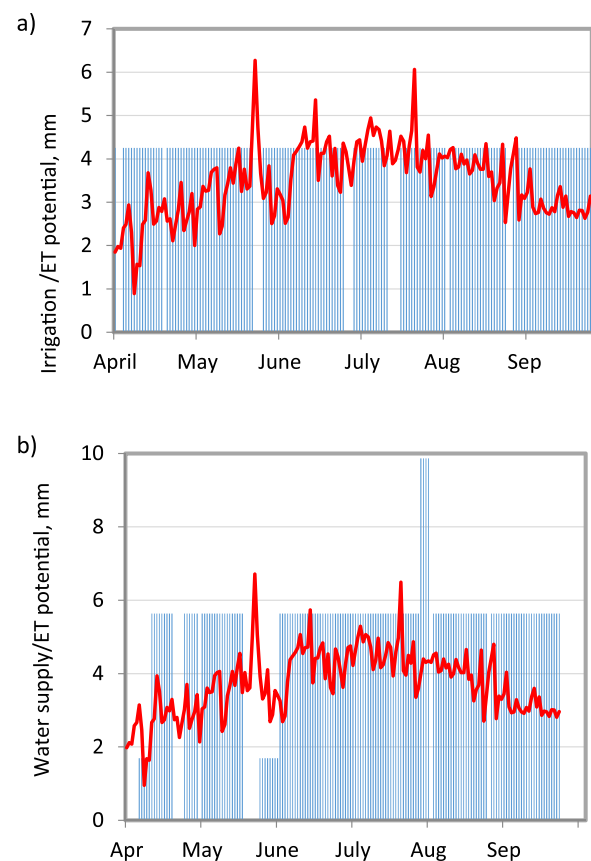 a)
Irrigation /ET potential, mm
7
6
5
4
3
2
1
0
April May June July Aug Sep
b)
Water supply/ET potential, mm
10
8
6
4
2
0
Apr May June July Aug Sep